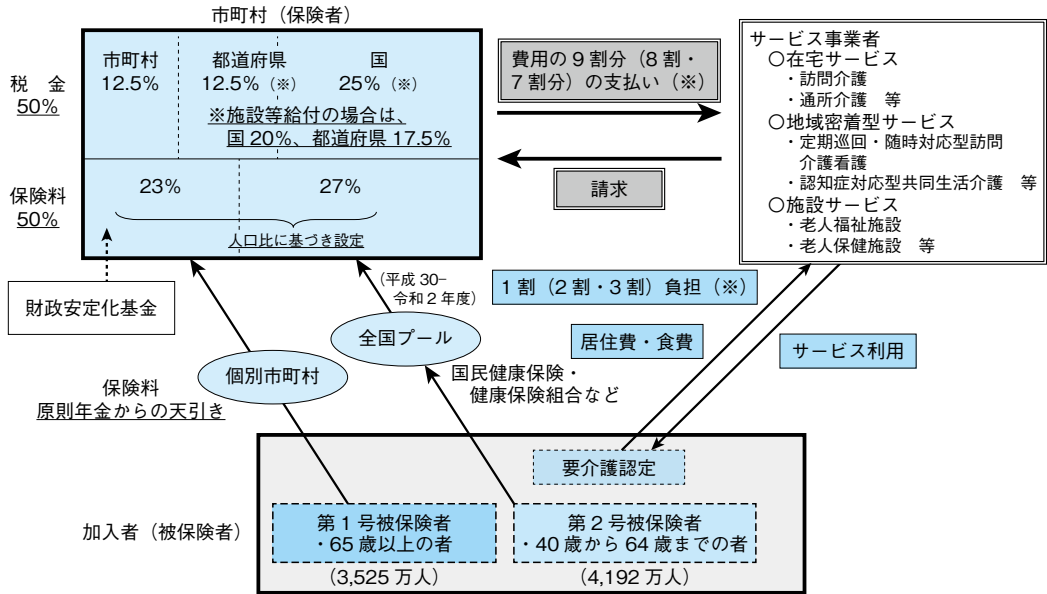 市町村（保険者）
市町村
12.5%
都道府県
12.5%（※）
国
25%（※）
※施設等給付の場合は、
国 20%、都道府県 17.5%
税　金
50%
23%
27%
人口比に基づき設定
保険料
50%
費用の９割分（８割・
７割分）の支払い（※）
請求
サービス事業者
○在宅サービス
・訪問介護
・通所介護　等
○地域密着型サービス
・定期巡回・随時対応型訪問
介護看護
・認知症対応型共同生活介護　等
○施設サービス
・老人福祉施設
・老人保健施設　等
財政安定化基金
（平成 30−
令和２年度）
全国プール
個別市町村
国民健康保険・
健康保険組合など
保険料
原則年金からの天引き
１割（２割・３割）負担（※）
居住費・食費
サービス利用
要介護認定
加入者（被保険者）
第１号被保険者
・65 歳以上の者
（3,525 万人）
第２号被保険者
・40 歳から 64 歳までの者
（4,192 万人）